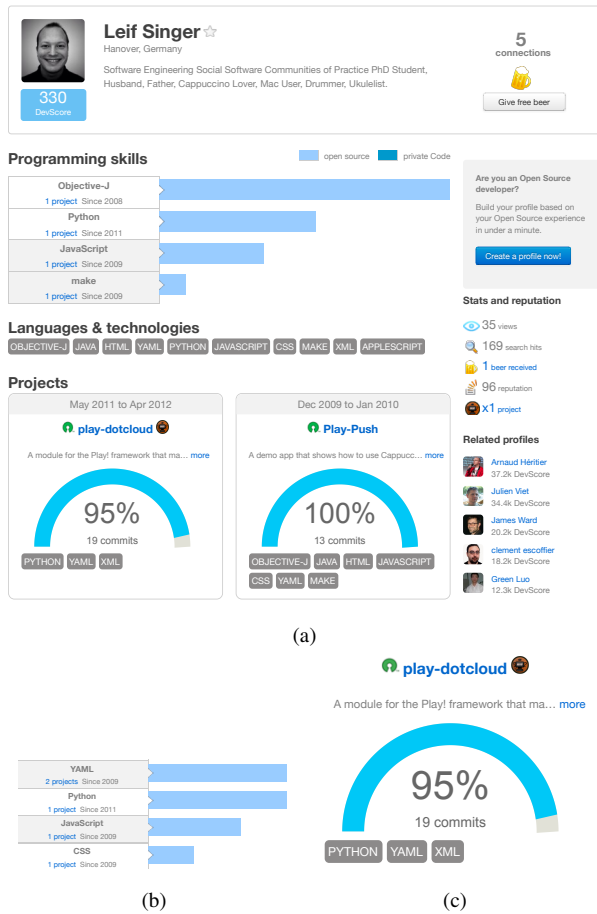 Leif Singer
Hanover, Germany
Software Engineering Social Software Communities of Practice PhD Student,
Husband, Father, Cappuccino Lover, Mac User, Drummer, Ukulelist.
330
DevScore
5
connections
Give free beer
Programming skills
open source
private Code
Objective-J
1 project Since 2008
Python
1 project Since 2011
JavaScript
1 project Since 2009
make
1 project Since 2009
Languages & technologies
OBJECTIVE-J JAVA HTML YAML PYTHON JAVASCRIPT CSS MAKE XML APPLESCRIPT
Projects
May 2011 to Apr 2012
play-dotcloud
A module for the Play! framework that ma... more
95%
19 commits
PYTHON YAML XML
Dec 2009 to Jan 2010
Play-Push
A demo app that shows how to use Cappucc... more
100%
13 commits
OBJECTIVE-J JAVA HTML JAVASCRIPT
CSS YAML MAKE
Are you an Open Source
developer?
Build your profile based on
your Open Source experience
in under a minute.
Create a profile now!
Stats and reputation
35 views
169 search hits
1 beer received
96 reputation
x1 project
Related profiles
Arnaud Héritier
37.2k DevScore
Julien Viet
34.4k DevScore
James Ward
20.2k DevScore
clement escoffier
18.2k DevScore
Green Luo
12.3k DevScore
(a)
YAML
2 projects Since 2009
Python
1 project Since 2011
JavaScript
1 project Since 2009
CSS
1 project Since 2009
(b)
play-dotcloud
A module for the Play! framework that ma... more
95%
19 commits
PYTHON YAML XML
(c)